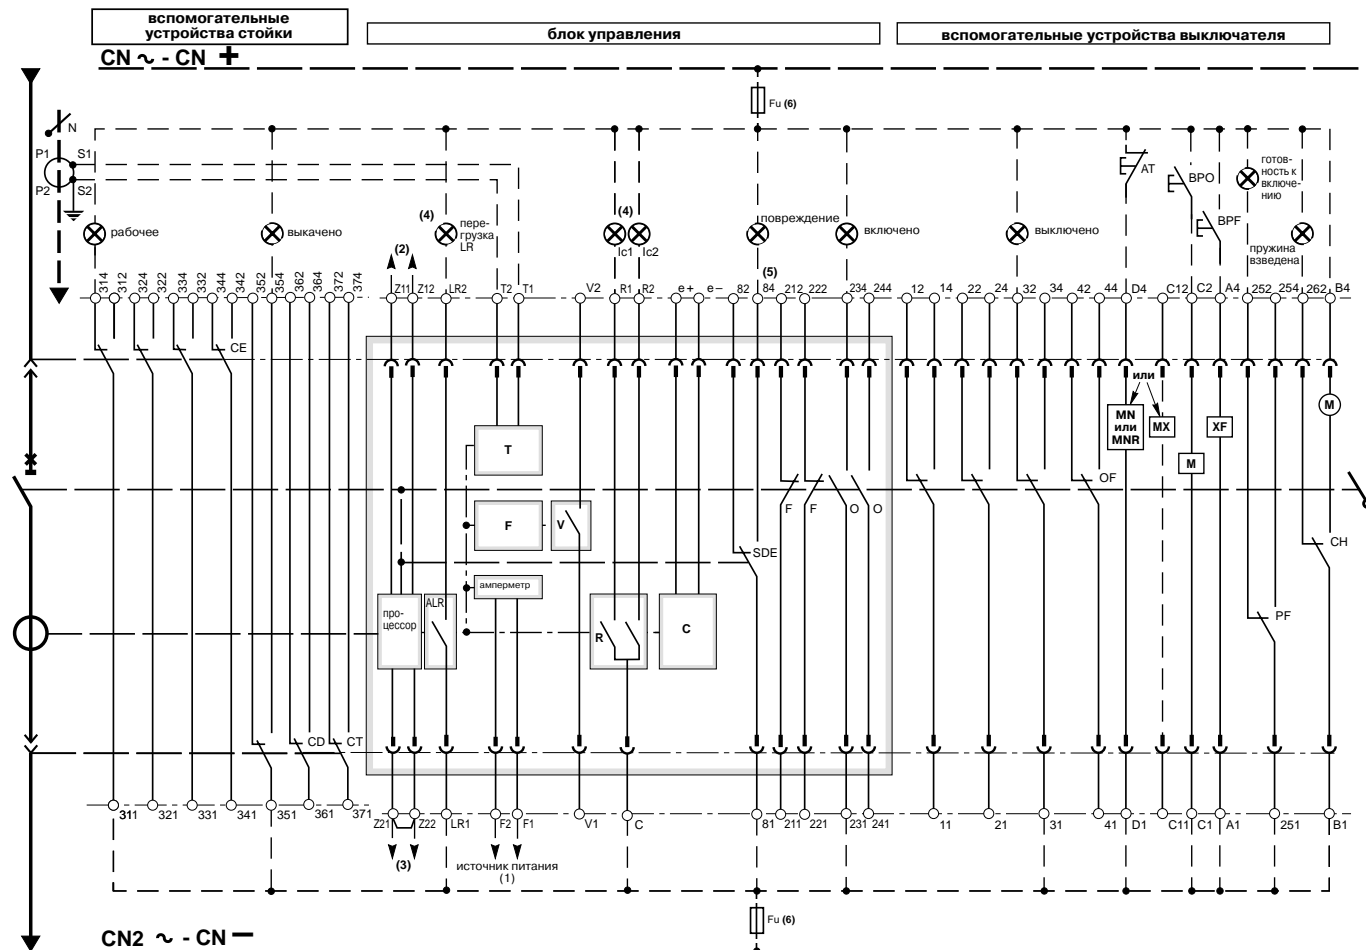 вспомогательные
устройства стойки
блок управления
вспомогательные устройства выключателя
CN ~ - CN +
Fu (6)
N
P1
S1
P2
S2
AT
BPO
BPF
готов-
ность к
включе-
нию
рабочее
выкачено
(4)
пере-
грузка
LR
(4)
Ic1
Ic2
повреждение
включено
выключено
пружина
взведена
(2)
(5)
314
312
324
322
334
332
344
342
352
354
362
364
372
374
Z11
Z12
LR2
T2
T1
V2
R1
R2
e+
e−
82
84
212
222
234
244
12
14
22
24
32
34
42
44
D4
C12
C2
A4
252
254
262
B4
CE
или
MN
или
MNR
MX
XF
M
M
T
F
V
F
F
O
O
OF
SDE
CH
амперметр
про-
цессор
ALR
R
C
PF
CD
CT
311
321
331
341
351
361
371
Z21
Z22
LR1
F2
F1
V1
C
81
211
221
231
241
11
21
31
41
D1
C11
C1
A1
251
B1
(3)
источник питания
(1)
Fu (6)
CN2 ~ - CN −